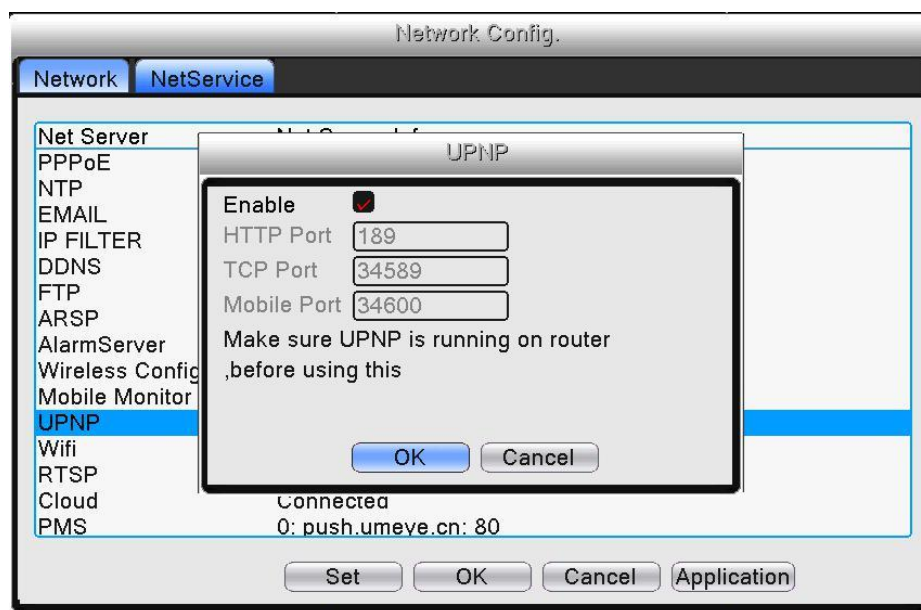 Network Config.
Network NetService
Net Server
PPPoE
NTP
EMAIL
IP FILTER
DDNS
FTP
ARSP
AlarmServer
Wireless Config
Mobile Monitor
UPNP
Wifi
RTSP
Cloud Connected
PMS 0: push.umeye.cn: 80
UPNP
Enable
HTTP Port 189
TCP Port 34589
Mobile Port 34600
Make sure UPNP is running on router
,before using this
OK Cancel
Set OK Cancel Application